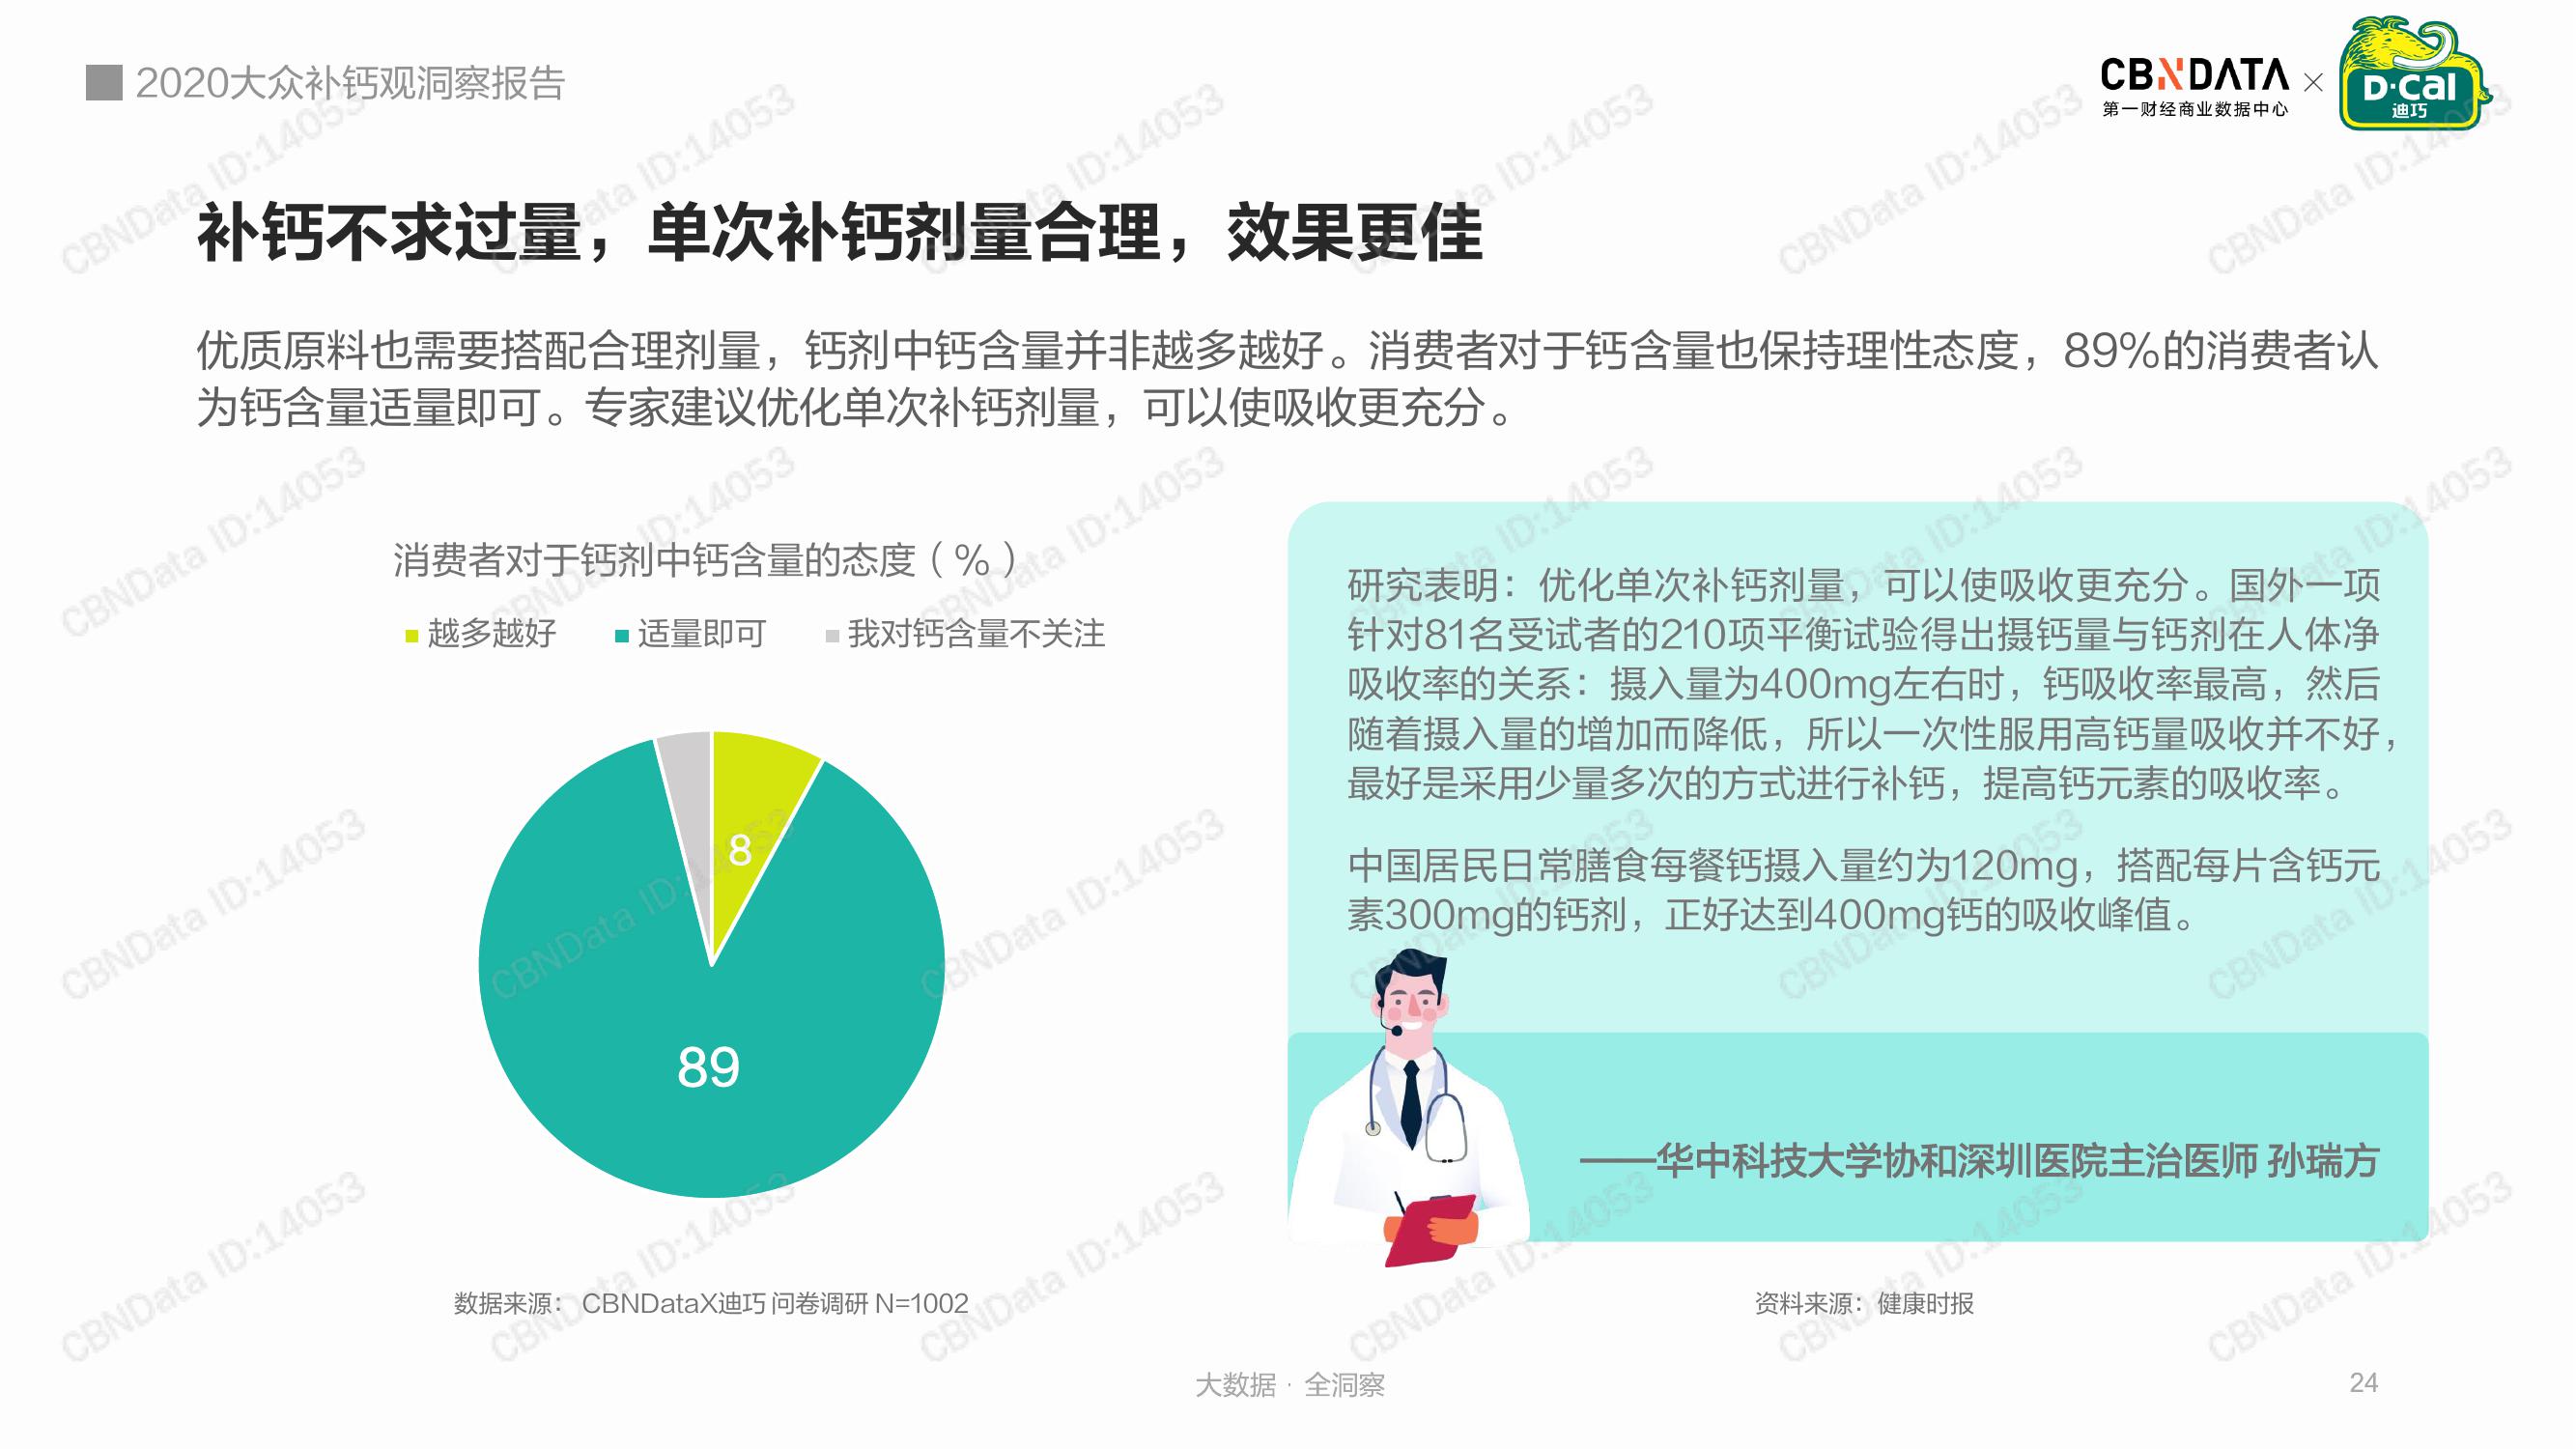 2020大众补钙观洞察报告
CBNDATA
第一财经商业数据中心
×
D·Cal
迪巧
补钙不求过量，单次补钙剂量合理，效果更佳
优质原料也需要搭配合理剂量，钙剂中钙含量并非越多越好。消费者对于钙含量也保持理性态度，89%的消费者认
为钙含量适量即可。专家建议优化单次补钙剂量，可以使吸收更充分。
消费者对于钙剂中钙含量的态度（%）
越多越好 适量即可 我对钙含量不关注
8
89
数据来源： CBNDataX迪巧 问卷调研 N=1002
研究表明：优化单次补钙剂量，可以使吸收更充分。国外一项
针对81名受试者的210项平衡试验得出摄钙量与钙剂在人体净
吸收率的关系：摄入量为400mg左右时，钙吸收率最高，然后
随着摄入量的增加而降低，所以一次性服用高钙量吸收并不好，
最好是采用少量多次的方式进行补钙，提高钙元素的吸收率。
中国居民日常膳食每餐钙摄入量约为120mg，搭配每片含钙元
素300mg的钙剂，正好达到400mg钙的吸收峰值。
——华中科技大学协和深圳医院主治医师 孙瑞方
资料来源：健康时报
大数据 · 全洞察
24
CBNData ID:14053